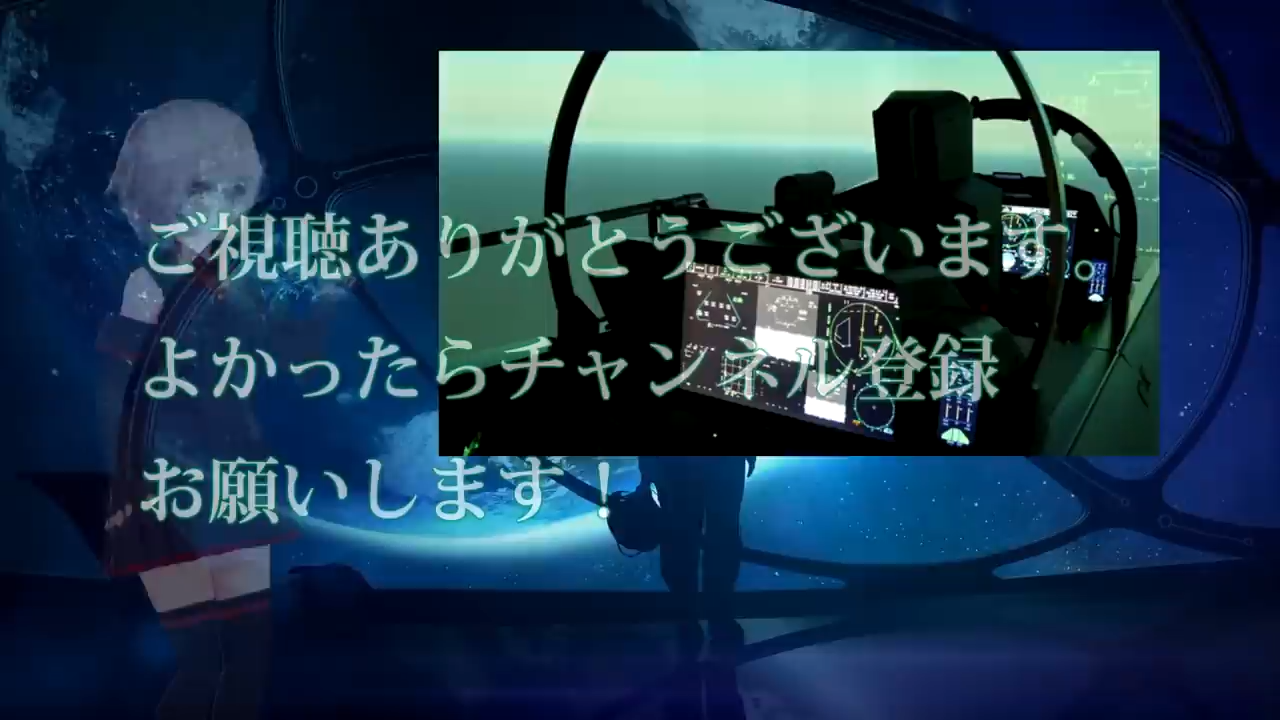 ご視聴ありがとうございます
よかったらチャンネル登録
お願いします！